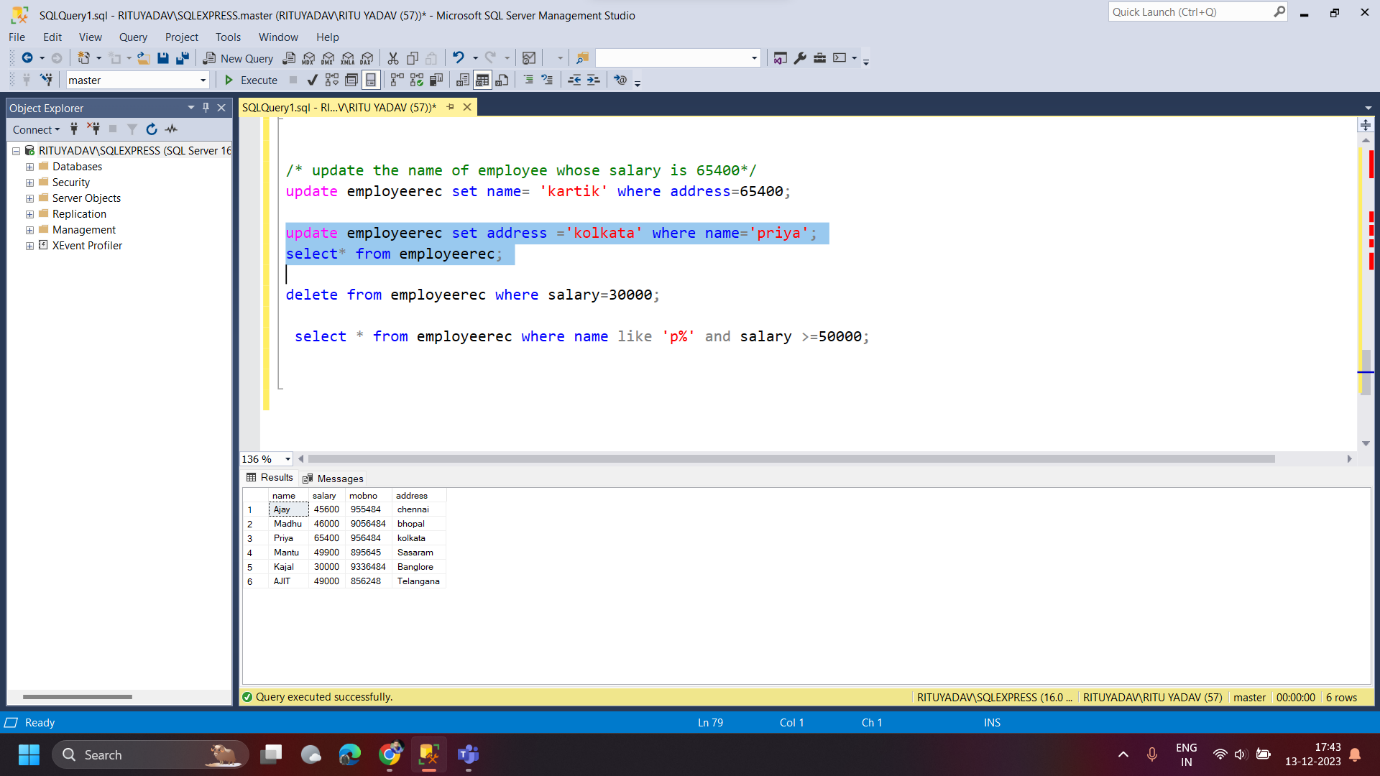 SQLQuery1.sql - RITUYADAV\SQLEXPRESS.master (RITUYADAV\RITU YADAV (57))* - Microsoft SQL Server Management Studio
Quick Launch (Ctrl+Q)
File Edit View Query Project Tools Window Help
New Query
master Execute
Object Explorer
SQLQuery1.sql - RI...V\RITU YADAV (57))*
Connect
RITUYADAV\SQLEXPRESS (SQL Server 16
Databases
Security
Server Objects
Replication
Management
XEvent Profiler
/* update the name of employee whose salary is 65400*/
update employeerec set name= 'kartik' where address=65400;
update employeerec set address ='kolkata' where name='priya';
select* from employeerec;
delete from employeerec where salary=30000;
select * from employeerec where name like 'p%' and salary >=50000;
136 %
Results Messages
name salary mobno address
1 Ajay 45600 955484 chennai
2 Madhu 46000 9056484 bhopal
3 Priya 65400 956484 kolkata
4 Mantu 49900 895645 Sasaram
5 Kajal 30000 9336484 Banglore
6 AJIT 49000 856248 Telangana
Query executed successfully. RITUYADAV\SQLEXPRESS (16.0 ... RITUYADAV\RITU YADAV (57) master 00:00:00 6 rows
Ready Ln 79 Col 1 Ch 1 INS
Search
ENG
IN
17:43
13-12-2023